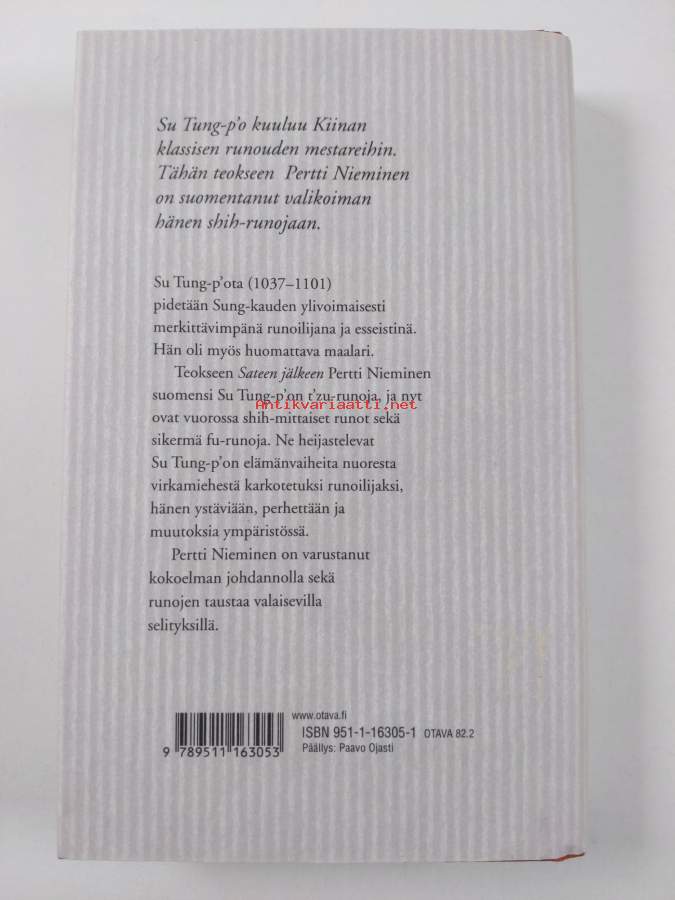 Su Tung-p'o kuuluu Kiinan
klassisen runouden mestareihin.
Tähän teokseen Pertti Nieminen
on suomentanut valikoiman
hänen shih-runojaan.
Su Tung-p'ota (1037–1101)
pidetään Sung-kauden ylivoimaisesti
merkittävimpänä runoilijana ja esseistinä.
Hän oli myös huomattava maalari.
Teokseen Sateen jälkeen Pertti Nieminen
suomensi Su Tung-p'on t'zu-runoja, ja nyt
Antikvariaatti.net
ovat vuorossa shih-mittaiset runot sekä
sikermä fu-runoja. Ne heijastelevat
Su Tung-p'on elämänvaiheita nuoresta
virkamiehestä karkotetuksi runoilijaksi,
hänen ystäviään, perhettään ja
muutoksia ympäristössä.
Pertti Nieminen on varustanut
kokoelman johdannolla sekä
runojen taustaa valaisevilla
selityksillä.
www.otava.fi
ISBN 951-1-16305-1 OTAVA 82.2
Päällys: Paavo Ojasti
9 789511 163053